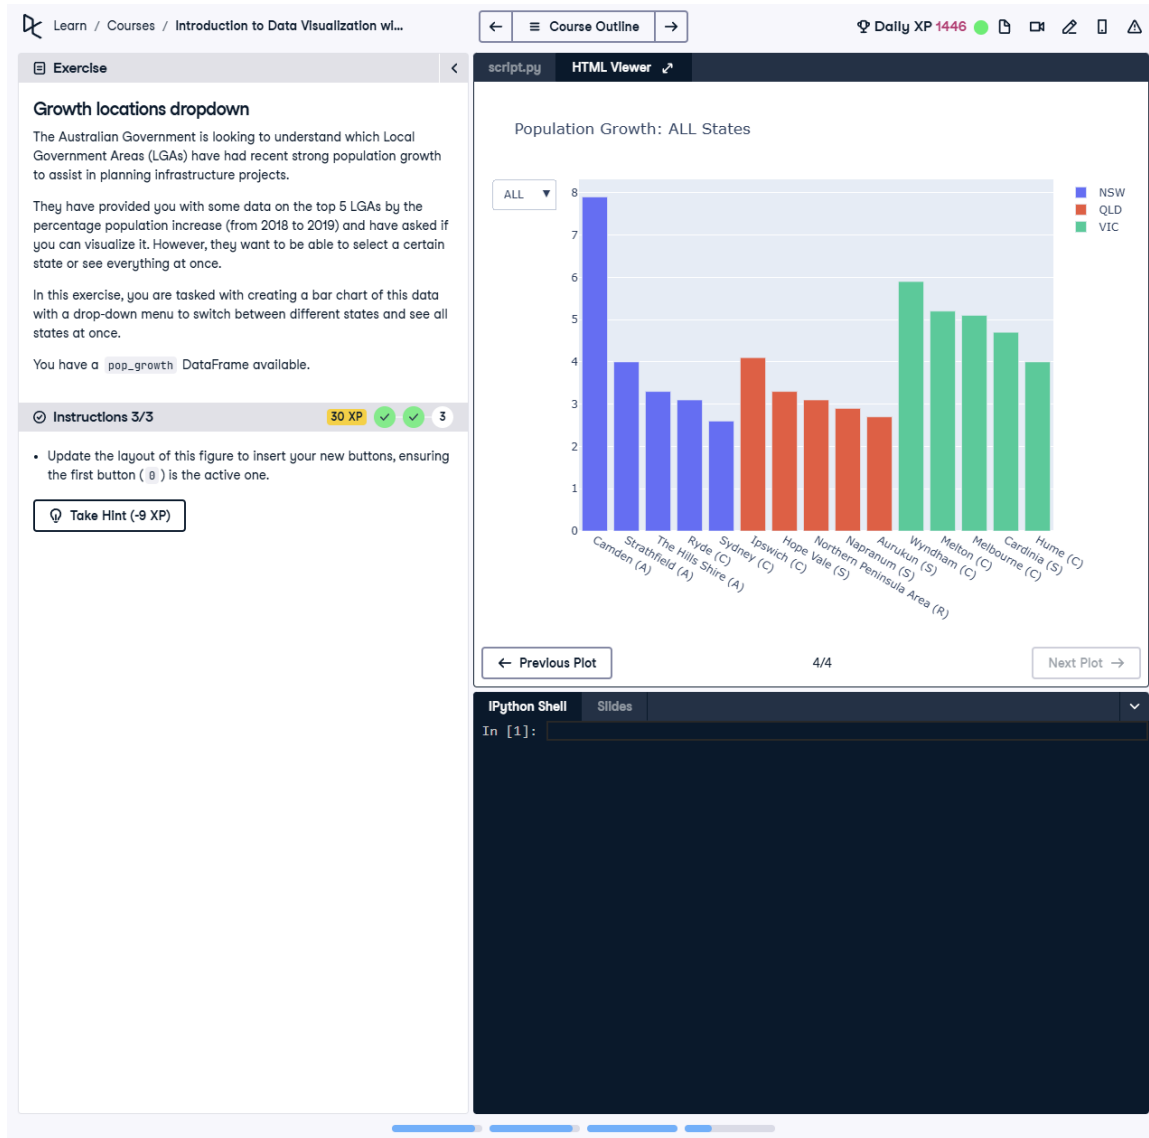 Learn / Courses / Introduction to Data Visualization wi...
← ≡ Course Outline →
Daily XP 1446
Exercise
Growth locations dropdown
The Australian Government is looking to understand which Local
Government Areas (LGAs) have had recent strong population growth
to assist in planning infrastructure projects.
They have provided you with some data on the top 5 LGAs by the
percentage population increase (from 2018 to 2019) and have asked if
you can visualize it. However, they want to be able to select a certain
state or see everything at once.
In this exercise, you are tasked with creating a bar chart of this data
with a drop-down menu to switch between different states and see all
states at once.
You have a pop_growth DataFrame available.
Instructions 3/3
30 XP
3
• Update the layout of this figure to insert your new buttons, ensuring
the first button (0) is the active one.
Take Hint (-9 XP)
script.py
HTML Viewer
Population Growth: ALL States
ALL ▼
8
7
6
5
4
3
2
1
0
NSW
QLD
VIC
Camden (A)
Strathfield (A)
The Hills Shire (A)
Ryde (C)
Sydney (C)
Ipswich (C)
Hope Vale (S)
Northern Peninsula Area (R)
Napranum (S)
Aurukun (S)
Wyndham (C)
Melton (C)
Melbourne (C)
Cardinia (S)
Hume (C)
← Previous Plot
4/4
Next Plot →
IPython Shell
Slides
In [1]: